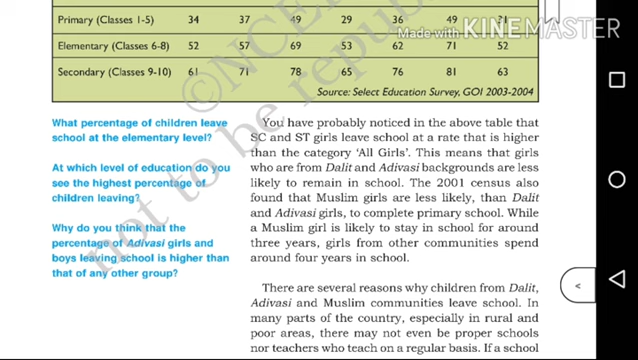 Primary (Classes 1-5) 34 37 49 29 36 49 31
Made with KINEMASTER
Elementary (Classes 6-8) 52 57 69 53 62 71 52
Secondary (Classes 9-10) 61 71 78 65 76 81 63
Source: Select Education Survey, GOI 2003-2004
©NCER
not to be republi
What percentage of children leave
school at the elementary level?
At which level of education do you
see the highest percentage of
children leaving?
Why do you think that the
percentage of Adivasi girls and
boys leaving school is higher than
that of any other group?
You have probably noticed in the above table that
SC and ST girls leave school at a rate that is higher
than the category ‘All Girls’. This means that girls
who are from Dalit and Adivasi backgrounds are less
likely to remain in school. The 2001 census also
found that Muslim girls are less likely, than Dalit
and Adivasi girls, to complete primary school. While
a Muslim girl is likely to stay in school for around
three years, girls from other communities spend
around four years in school.
There are several reasons why children from Dalit,
Adivasi and Muslim communities leave school. In
many parts of the country, especially in rural and
poor areas, there may not even be proper schools
nor teachers who teach on a regular basis. If a school